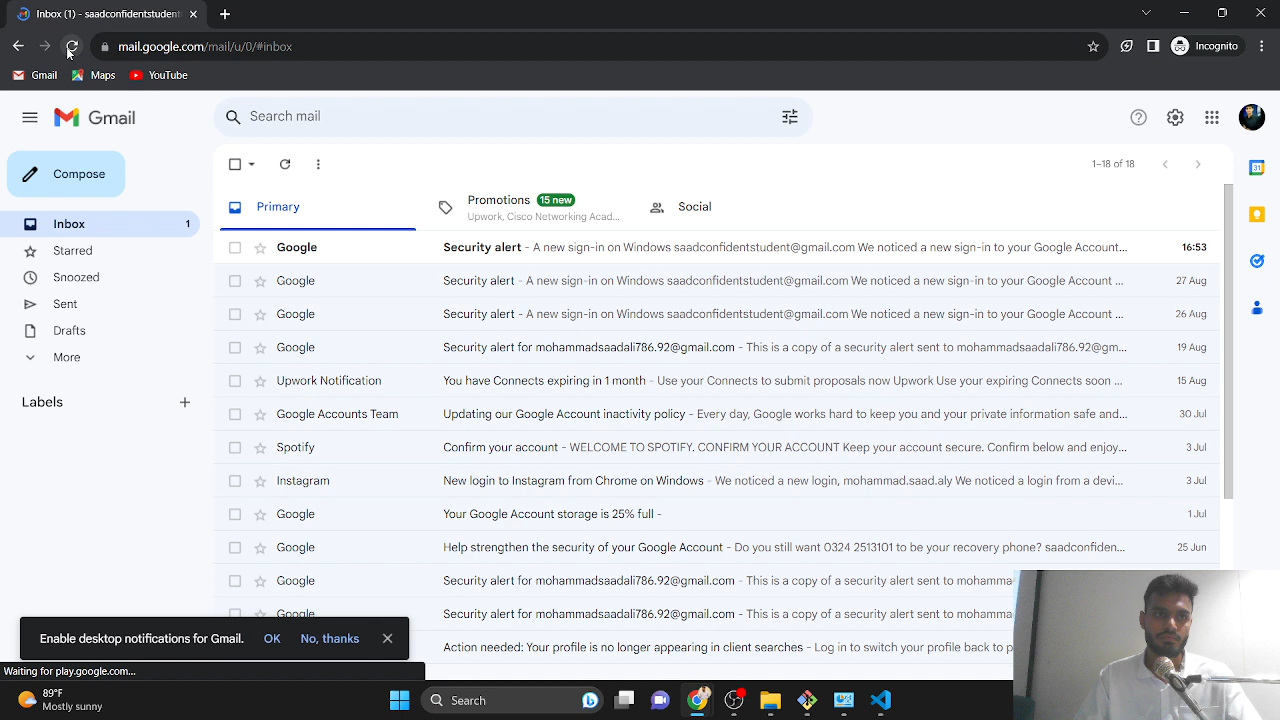 Inbox (1) - saadconfidentstudent
mail.google.com/mail/u/0/#inbox
Incognito
Gmail
Maps
YouTube
Gmail
Search mail
Compose
1–18 of 18
Primary
Promotions 15 new
Upwork, Cisco Networking Acad...
Social
Inbox 1
Starred
Snoozed
Sent
Drafts
More
Labels
Google Security alert - A new sign-in on Windows saadconfidentstudent@gmail.com We noticed a new sign-in to your Google Account... 16:53
Google Security alert - A new sign-in on Windows saadconfidentstudent@gmail.com We noticed a new sign-in to your Google Account ... 27 Aug
Google Security alert - A new sign-in on Windows saadconfidentstudent@gmail.com We noticed a new sign-in to your Google Account ... 26 Aug
Google Security alert for mohammadsaadali786.92@gmail.com - This is a copy of a security alert sent to mohammadsaadali786.92@gm... 19 Aug
Upwork Notification You have Connects expiring in 1 month - Use your Connects to submit proposals now Upwork Use your expiring Connects soon ... 15 Aug
Google Accounts Team Updating our Google Account inactivity policy - Every day, Google works hard to keep you and your private information safe and... 30 Jul
Spotify Confirm your account - WELCOME TO SPOTIFY. CONFIRM YOUR ACCOUNT Keep your account secure. Confirm below and enjoy... 3 Jul
Instagram New login to Instagram from Chrome on Windows - We noticed a new login, mohammad.saad.aly We noticed a login from a devi... 3 Jul
Google Your Google Account storage is 25% full - 1 Jul
Google Help strengthen the security of your Google Account - Do you still want 0324 2513101 to be your recovery phone? saadconfiden... 25 Jun
Google Security alert for mohammadsaadali786.92@gmail.com - This is a copy of a security alert sent to mohamma
Google Security alert for mohammadsaadali786.92@gmail.com - This is a copy of a security alert sent to mohamma
Action needed: Your profile is no longer appearing in client searches - Log in to switch your profile back to p
Enable desktop notifications for Gmail. OK No, thanks
Waiting for play.google.com...
89°F
Mostly sunny
Search
31